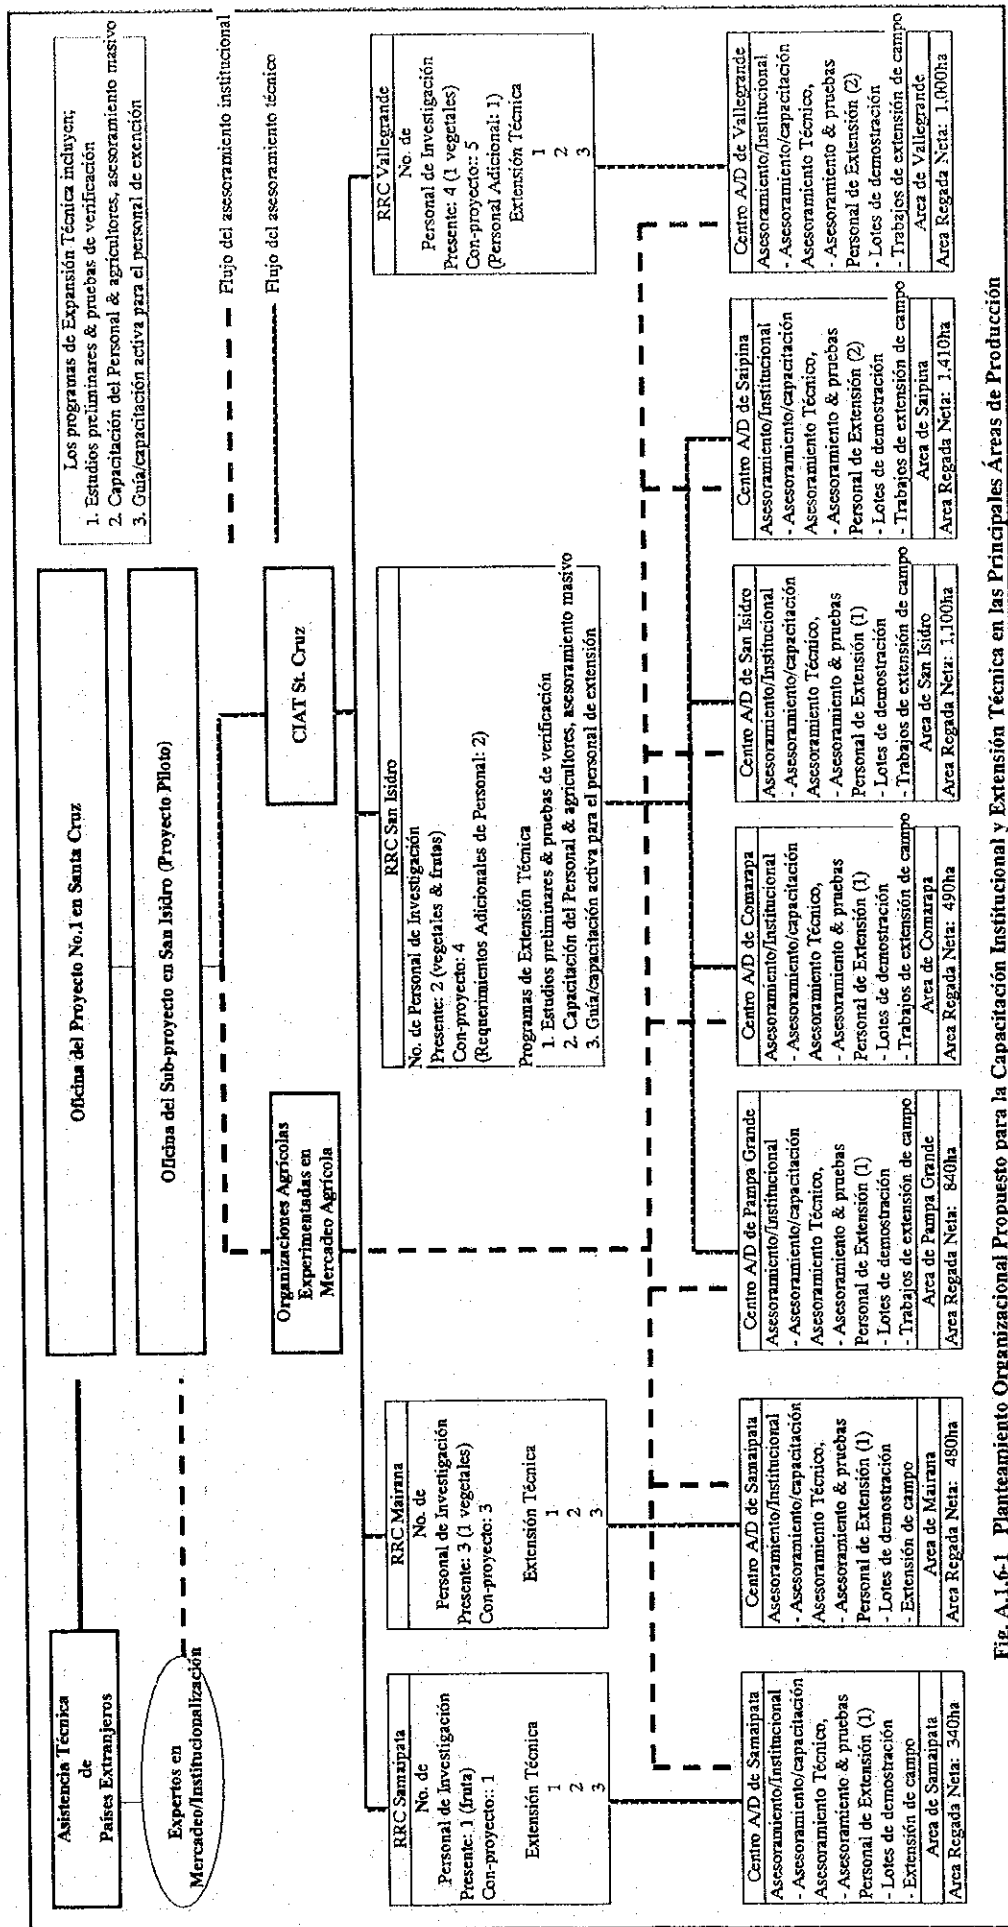 Asistencia Técnica
de
Países Extranjeros
Expertos en
Mercadeo/Institucionalización
Oficina del Proyecto No.1 en Santa Cruz
Oficina del Sub-proyecto en San Isidro (Proyecto Piloto)
Los programas de Expansión Técnica incluyen;
1. Estudios preliminares & pruebas de verificación
2. Capacitación del Personal & agricultores, asesoramiento masivo
3. Guía/capacitación activa para el personal de exención
Flujo del asesoramiento institucional
Flujo del asesoramiento técnico
Organizaciones Agrícolas
Experimentadas en
Mercadeo Agrícola
CIAT St. Cruz
RRC Samaipata
No. de
Personal de Investigación
Presente: 1 (fruta)
Con-proyecto:: 1
Extensión Técnica
1
2
3
RRC Mairana
No. de
Personal de Investigación
Presente: 3 (1 vegetales)
Con-proyecto: 3
Extensión Técnica
1
2
3
RRC San Isidro
No. de Personal de Investigación
Presente: 2 (vegetales & frutas)
Con-proyecto: 4
(Requerimientos Adicionales de Personal: 2)
Programas de Extensión Técnica
1. Estudios preliminares & pruebas de verificación
2. Capacitación del Personal & agricultores, asesoramiento masivo
3. Guía/capacitación activa para el personal de extensión
RRC Vallegrande
No. de
Personal de Investigación
Presente: 4 (1 vegetales)
Con-proyecto:: 5
(Personal Adicional: 1)
Extensión Técnica
1
2
3
Centro A/D de Samaipata
Asesoramiento/Institucional
- Asesoramiento/capacitación
Asesoramiento Técnico,
- Asesoramiento & pruebas
Personal de Extensión (1)
- Lotes de demostración
- Extensión de campo
Area de Samaipata
Area Regada Neta: 340ha
Centro A/D de Samaipata
Asesoramiento/Institucional
- Asesoramiento/capacitación
Asesoramiento Técnico,
- Asesoramiento & pruebas
Personal de Extensión (1)
- Lotes de demostración
- Extensión de campo
Area de Mairana
Area Regada Neta: 480ha
Centro A/D de Pampa Grande
Asesoramiento/Institucional
- Asesoramiento/capacitación
Asesoramiento Técnico,
- Asesoramiento & pruebas
Personal de Extensión (1)
- Lotes de demostración
- Trabajos de extensión de campo
Area de Pampa Grande
Area Regada Neta: 840ha
Centro A/D de Comarapa
Asesoramiento/Institucional
- Asesoramiento/capacitación
Asesoramiento Técnico,
- Asesoramiento & pruebas
Personal de Extensión (1)
- Lotes de demostración
- Trabajos de extensión de campo
Area de Comarapa
Area Regada Neta: 490ha
Centro A/D de San Isidro
Asesoramiento/Institucional
- Asesoramiento/capacitación
Asesoramiento Técnico,
- Asesoramiento & pruebas
Personal de Extensión (1)
- Lotes de demostración
- Trabajos de extensión de campo
Area de San Isidro
Area Regada Neta: 1,100ha
Centro A/D de Saipina
Asesoramiento/Institucional
- Asesoramiento/capacitación
Asesoramiento Técnico,
- Asesoramiento & pruebas
Personal de Extensión (2)
- Lotes de demostración
- Trabajos de extensión de campo
Area de Saipina
Area Regada Neta: 1,410ha
Centro A/D de Vallegrande
Asesoramiento/Institucional
- Asesoramiento/capacitación
Asesoramiento Técnico,
- Asesoramiento & pruebas
Personal de Extensión (2)
- Lotes de demostración
- Trabajos de extensión de campo
Area de Vallegrande
Area Regada Neta: 1,000ha
Fig. A.1.6-1 Planteamiento Organizacional Propuesto para la Capacitación Institucional y Extensión Técnica en las Principales Áreas de Producción